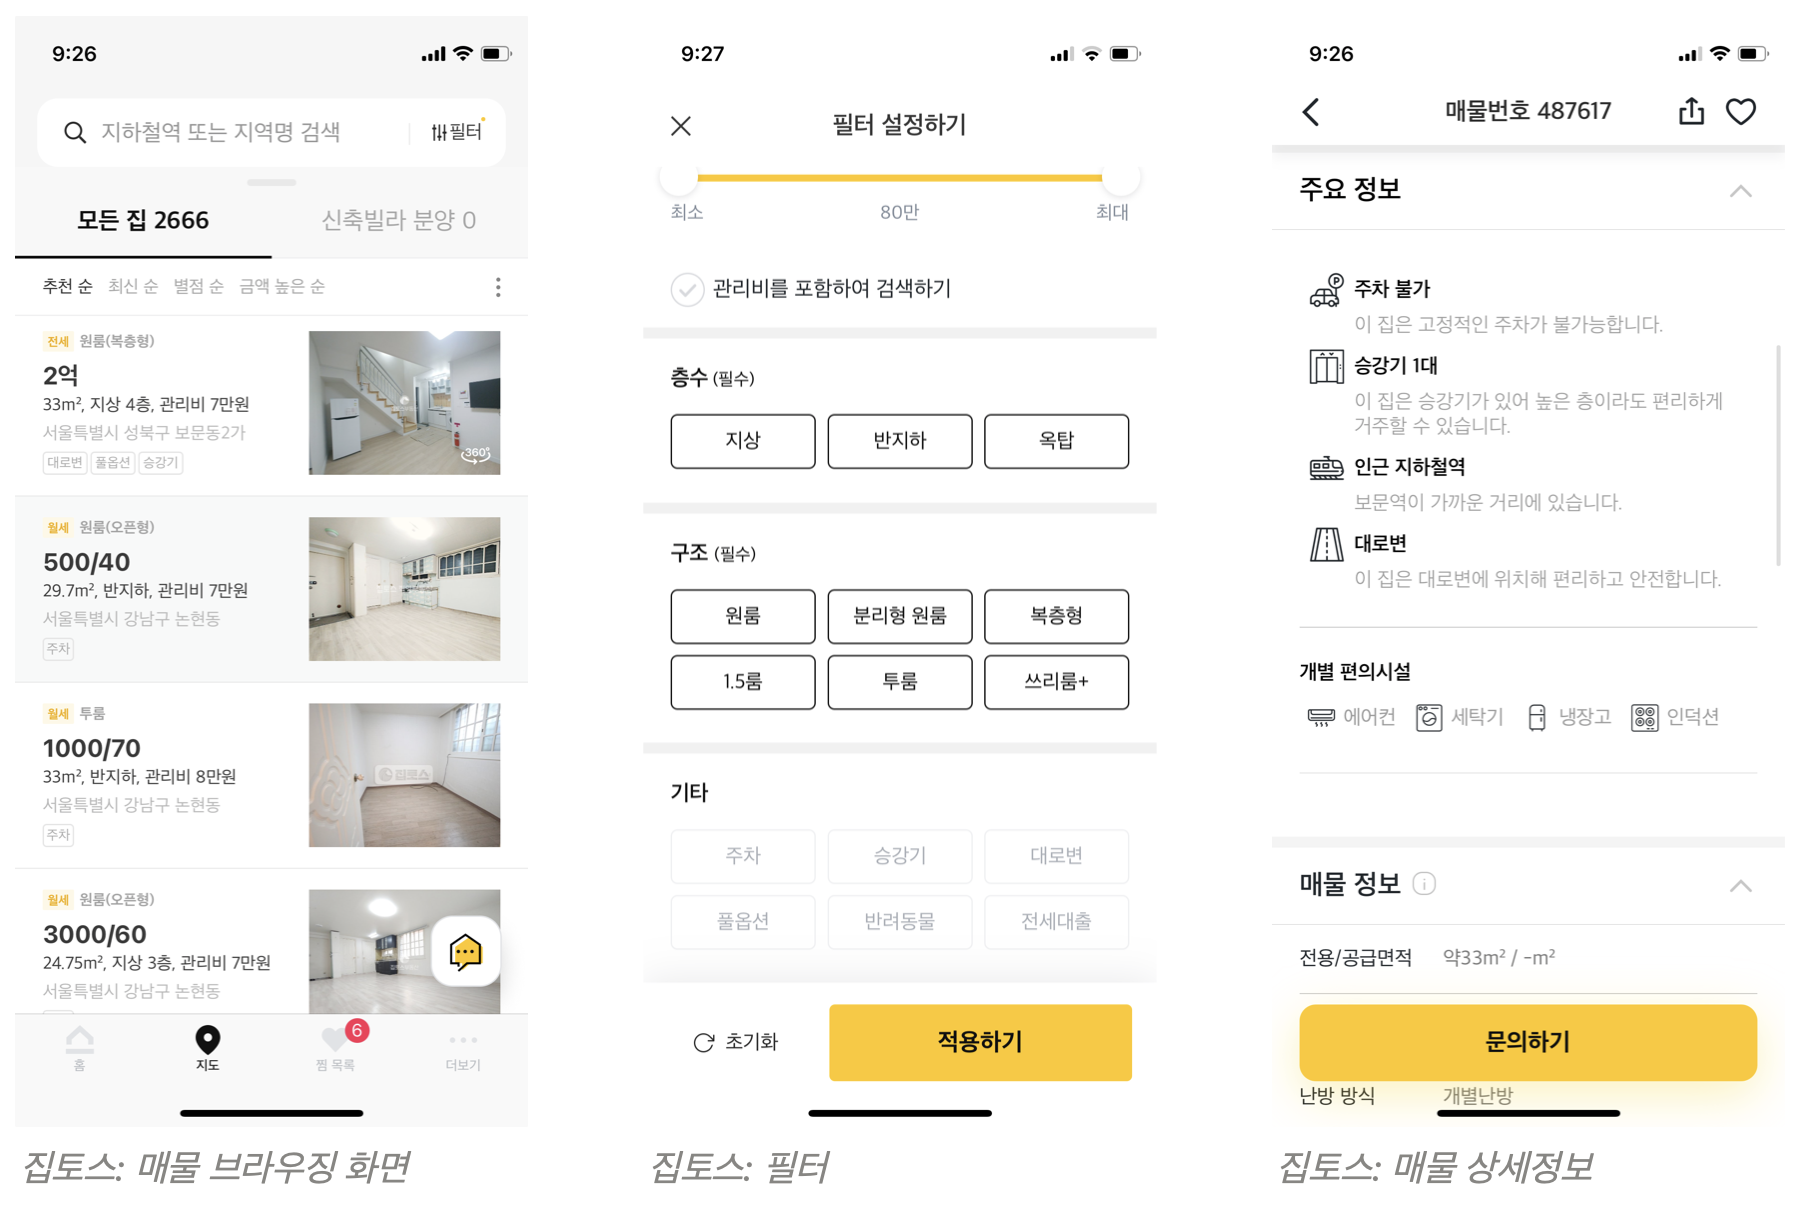 9:26
지하철역 또는 지역명 검색
필터
모든 집 2666
신축빌라 분양 0
추천 순 최신 순 별점 순 금액 높은 순
전세 원룸(복층형)
2억
33m², 지상 4층, 관리비 7만원
서울특별시 성북구 보문동2가
대로변 풀옵션 승강기
360°
월세 원룸(오픈형)
500/40
29.7m², 반지하, 관리비 7만원
서울특별시 강남구 논현동
주차
월세 투룸
1000/70
33m², 반지하, 관리비 8만원
서울특별시 강남구 논현동
주차
집토스
월세 원룸(오픈형)
3000/60
24.75m², 지상 3층, 관리비 7만원
서울특별시 강남구 논현동
6
홈
지도
찜 목록
더보기
집토스: 매물 브라우징 화면
9:27
필터 설정하기
최소
80만
최대
관리비를 포함하여 검색하기
층수 (필수)
지상
반지하
옥탑
구조 (필수)
원룸
분리형 원룸
복층형
1.5룸
투룸
쓰리룸+
기타
주차
승강기
대로변
풀옵션
반려동물
전세대출
초기화
적용하기
집토스: 필터
9:26
매물번호 487617
주요 정보
주차 불가
이 집은 고정적인 주차가 불가능합니다.
승강기 1대
이 집은 승강기가 있어 높은 층이라도 편리하게
거주할 수 있습니다.
인근 지하철역
보문역이 가까운 거리에 있습니다.
대로변
이 집은 대로변에 위치해 편리하고 안전합니다.
개별 편의시설
에어컨 세탁기 냉장고 인덕션
매물 정보
전용/공급면적 약33m² / -m²
문의하기
난방 방식 개별난방
집토스: 매물 상세정보